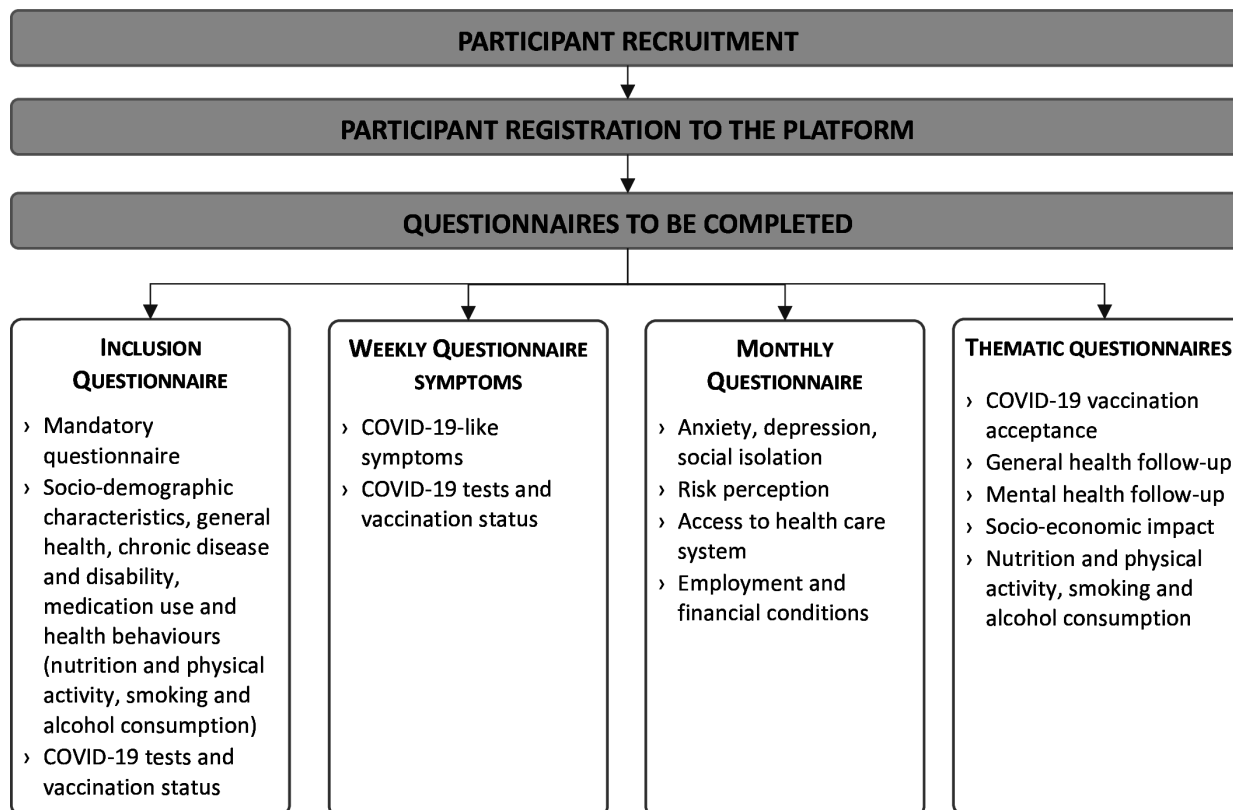 PARTICIPANT RECRUITMENT
PARTICIPANT REGISTRATION TO THE PLATFORM
QUESTIONNAIRES TO BE COMPLETED
INCLUSION
QUESTIONNAIRE
› Mandatory
questionnaire
› Socio-demographic
characteristics, general
health, chronic disease
and disability,
medication use and
health behaviours
(nutrition and physical
activity, smoking and
alcohol consumption)
› COVID-19 tests and
vaccination status
WEEKLY QUESTIONNAIRE
SYMPTOMS
› COVID-19-like
symptoms
› COVID-19 tests and
vaccination status
MONTHLY
QUESTIONNAIRE
› Anxiety, depression,
social isolation
› Risk perception
› Access to health care
system
› Employment and
financial conditions
THEMATIC QUESTIONNAIRES
› COVID-19 vaccination
acceptance
› General health follow-up
› Mental health follow-up
› Socio-economic impact
› Nutrition and physical
activity, smoking and
alcohol consumption